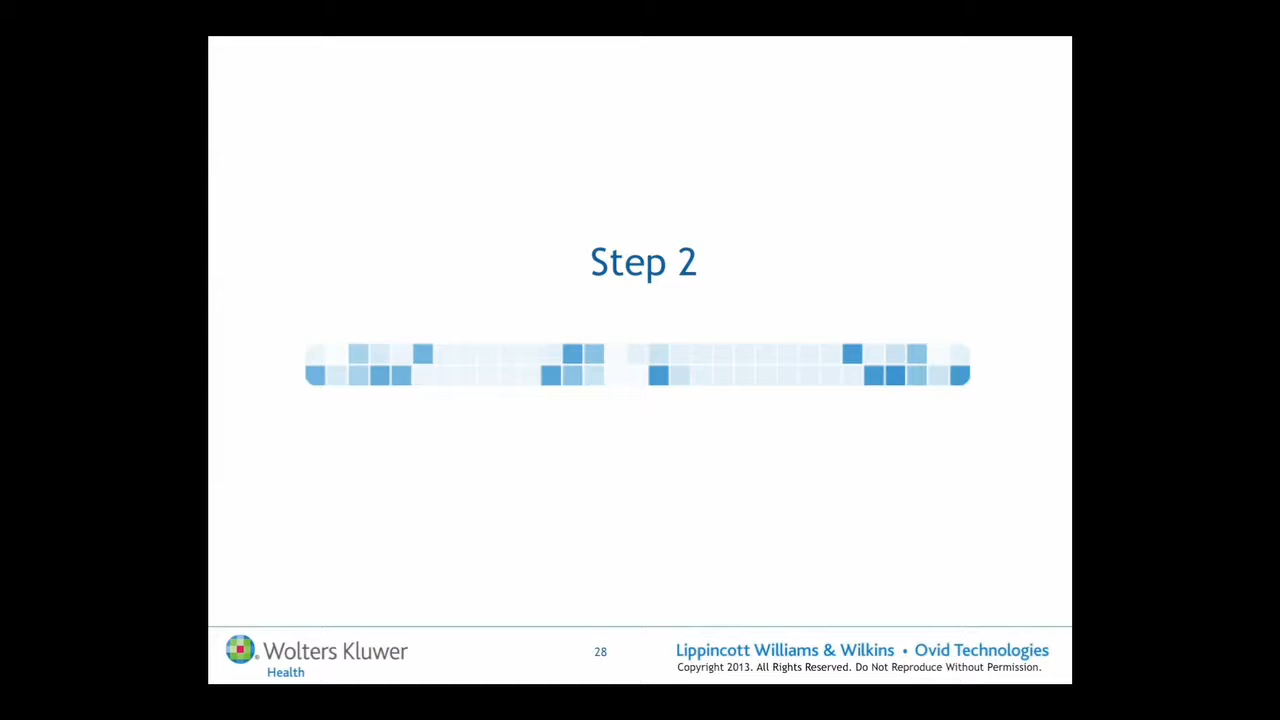 Step 2
Wolters Kluwer
Health
28
Lippincott Williams & Wilkins • Ovid Technologies
Copyright 2013. All Rights Reserved. Do Not Reproduce Without Permission.